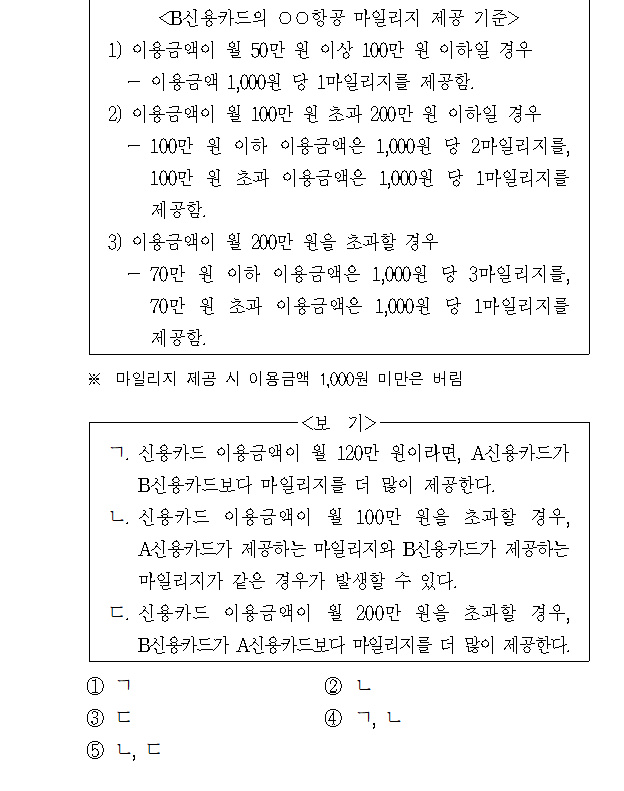 <B신용카드의 ○○항공 마일리지 제공 기준>
1) 이용금액이 월 50만 원 이상 100만 원 이하일 경우
- 이용금액 1,000원 당 1마일리지를 제공함.
2) 이용금액이 월 100만 원 초과 200만 원 이하일 경우
- 100만 원 이하 이용금액은 1,000원 당 2마일리지를,
100만 원 초과 이용금액은 1,000원 당 1마일리지를
제공함.
3) 이용금액이 월 200만 원을 초과할 경우
- 70만 원 이하 이용금액은 1,000원 당 3마일리지를,
70만 원 초과 이용금액은 1,000원 당 1마일리지를
제공함.
※ 마일리지 제공 시 이용금액 1,000원 미만은 버림
<보 기>
ㄱ. 신용카드 이용금액이 월 120만 원이라면, A신용카드가
B신용카드보다 마일리지를 더 많이 제공한다.
ㄴ. 신용카드 이용금액이 월 100만 원을 초과할 경우,
A신용카드가 제공하는 마일리지와 B신용카드가 제공하는
마일리지가 같은 경우가 발생할 수 있다.
ㄷ. 신용카드 이용금액이 월 200만 원을 초과할 경우,
B신용카드가 A신용카드보다 마일리지를 더 많이 제공한다.
① ㄱ ② ㄴ
③ ㄷ ④ ㄱ, ㄴ
⑤ ㄴ, ㄷ